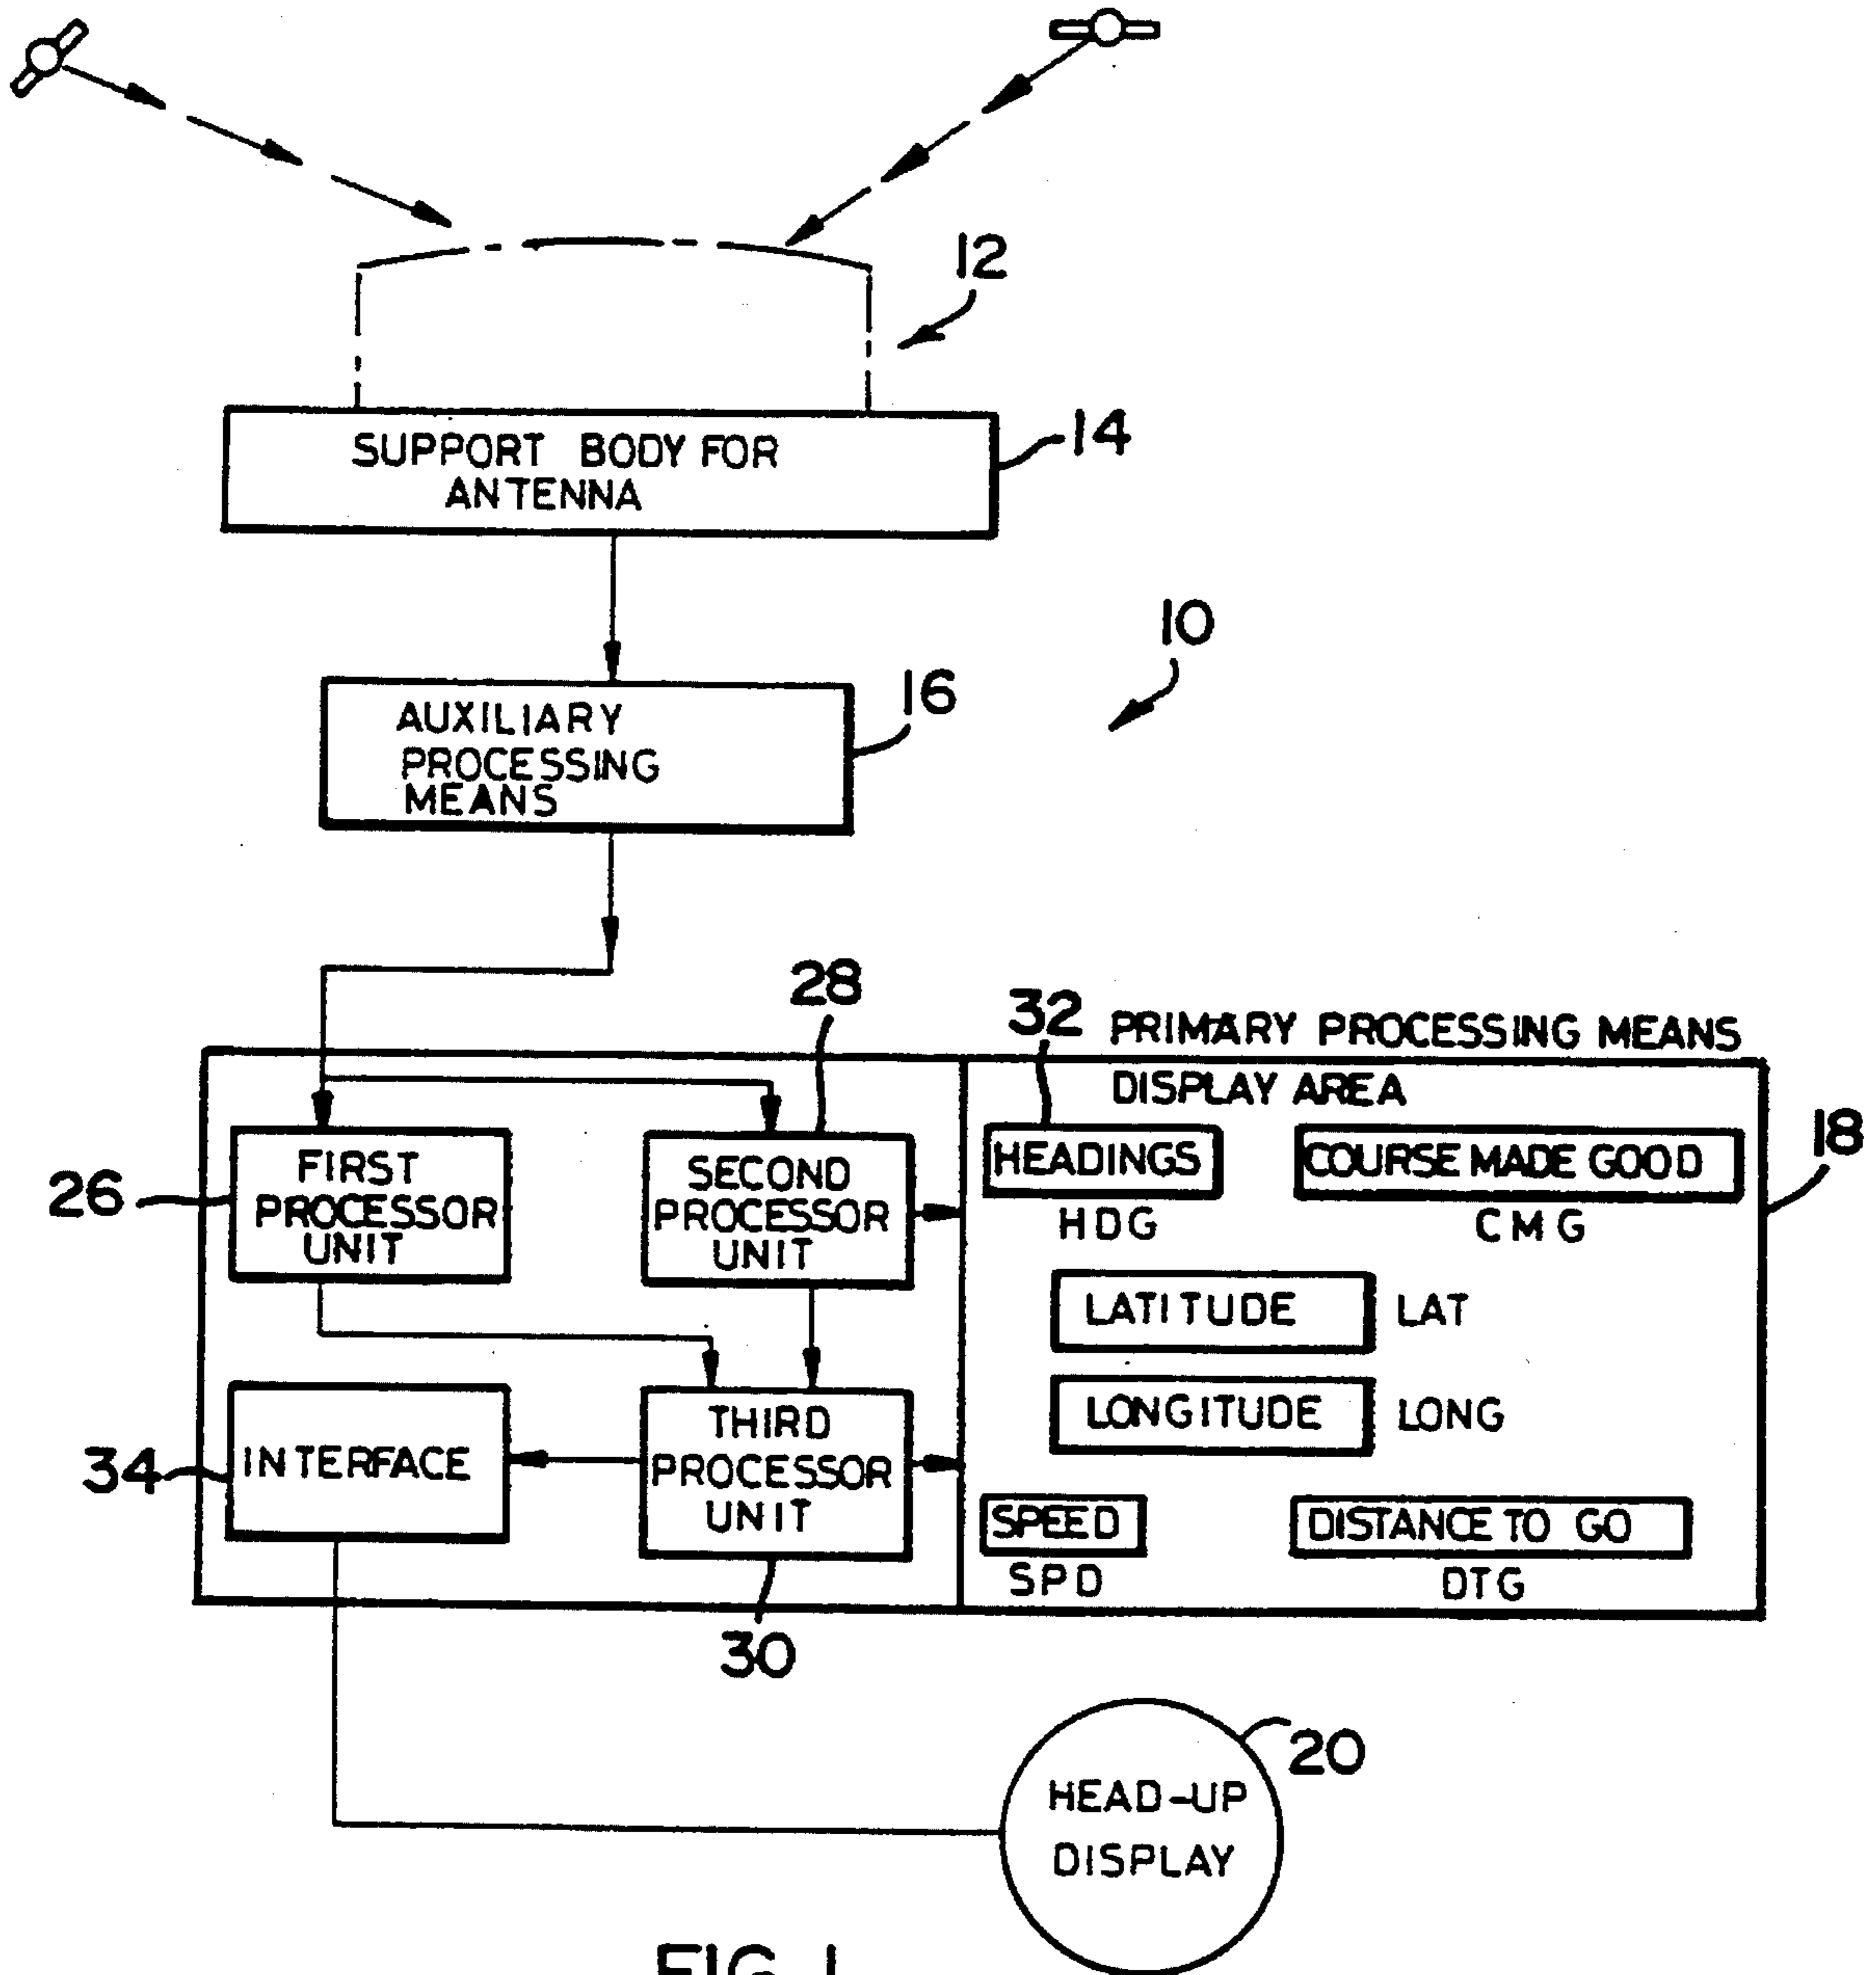 12
SUPPORT BODY FOR
ANTENNA
14
10
AUXILIARY
PROCESSING
MEANS
16
28
32
PRIMARY PROCESSING MEANS
DISPLAY AREA
18
26
FIRST
PROCESSOR
UNIT
SECOND
PROCESSOR
UNIT
HEADINGS
HDG
COURSE MADE GOOD
CMG
LATITUDE
LAT
LONGITUDE
LONG
34
INTERFACE
THIRD
PROCESSOR
UNIT
SPEED
SPD
DISTANCE TO GO
DTG
30
20
HEAD-UP
DISPLAY
FIG. 1